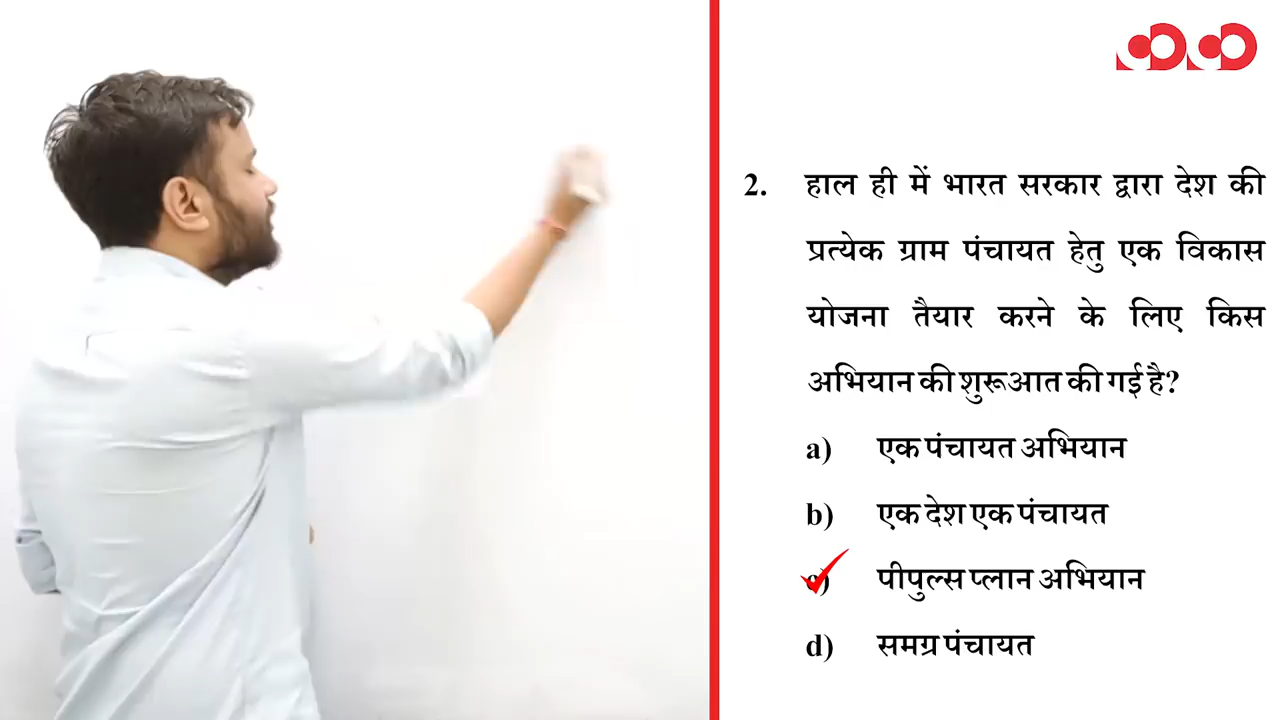 2. हाल ही में भारत सरकार द्वारा देश की
प्रत्येक ग्राम पंचायत हेतु एक विकास
योजना तैयार करने के लिए किस
अभियान की शुरूआत की गई है?
a) एक पंचायत अभियान
b) एक देश एक पंचायत
c) पीपुल्स प्लान अभियान
d) समग्र पंचायत